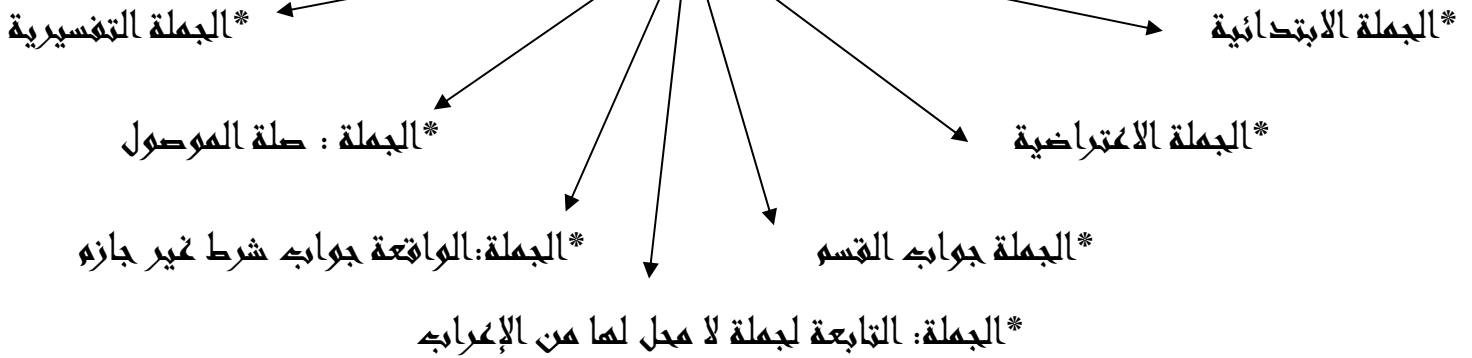 *الجملة الابتدائية
*الجملة التفسيرية
*الجملة الاعتراضية
*الجملة : صلة الموصول
*الجملة جواب القسم
*الجملة:الواقعة جواب شرط غير جازم
*الجملة: التابعة لجملة لا محل لها من الإعراب